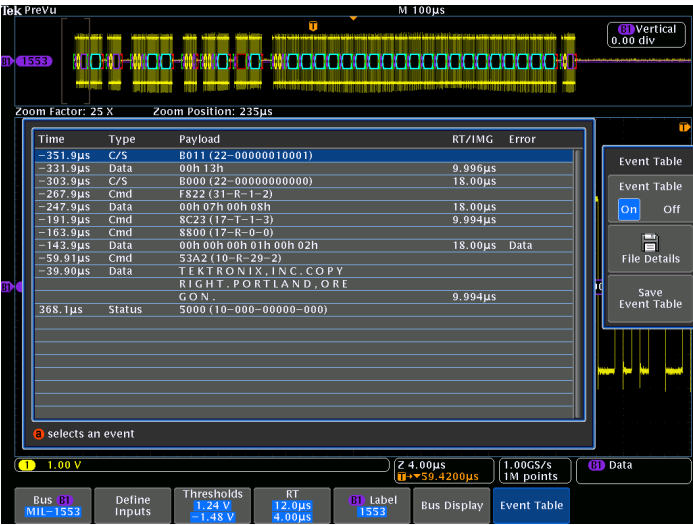 Tek PreVu M 100µs
T
B1 Vertical
0.00 div
B1 1553
Zoom Factor: 25 X Zoom Position: 235µs
T
Time Type Payload RT/IMG Error
−351.9µs C/S B011 (22−00000010001)
−331.9µs Data 00h 13h 9.996µs
−303.9µs C/S B000 (22−00000000000) 18.00µs
−267.9µs Cmd F822 (31−R−1−2)
−247.9µs Data 00h 07h 00h 08h 18.00µs
−191.9µs Cmd 8C23 (17−T−1−3) 9.994µs
−163.9µs Cmd 8800 (17−R−0−0)
−143.9µs Data 00h 00h 00h 01h 00h 02h 18.00µs Data
−59.91µs Cmd 53A2 (10−R−29−2)
−39.90µs Data T E K T R O N I X , I N C . C O P Y
R I G H T . P O R T L A N D , O R E
G O N . 9.994µs
368.1µs Status 5000 (10−000−00000−000)
a selects an event
Event Table
Event Table
On Off
File Details
Save
Event Table
B1
1 1.00 V
Z 4.00µs
T→▼59.4200µs
1.00GS/s
1M points
B1 Data
Bus B1
MIL−1553
Define
Inputs
Thresholds
1.24 V
−1.48 V
RT
12.0µs
4.00µs
B1 Label
1553
Bus Display
Event Table